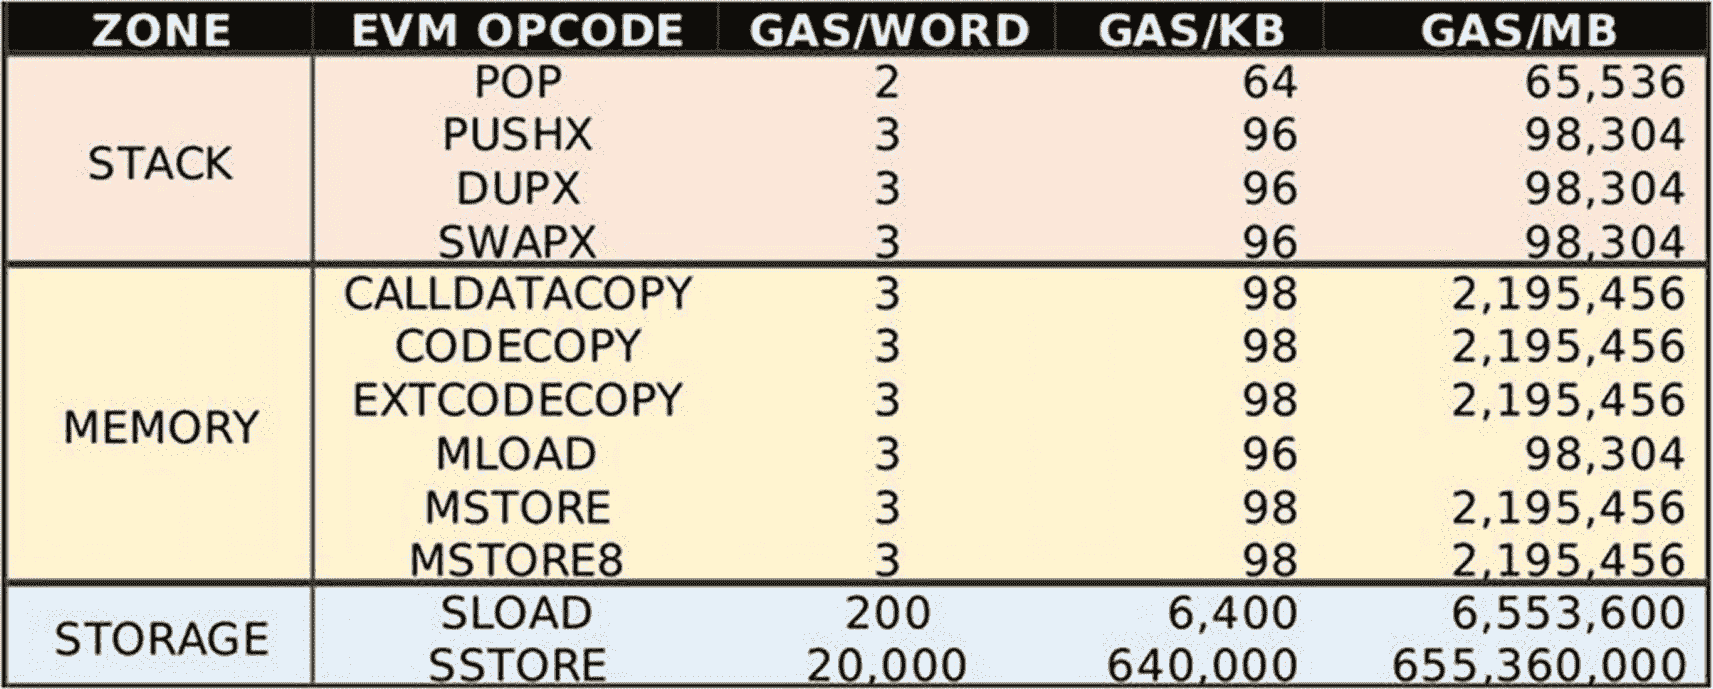 ZONE EVM OPCODE GAS/WORD GAS/KB GAS/MB
STACK
POP 2 64 65,536
PUSHX 3 96 98,304
DUPX 3 96 98,304
SWAPX 3 96 98,304
MEMORY
CALLDATACOPY 3 98 2,195,456
CODECOPY 3 98 2,195,456
EXTCODECOPY 3 98 2,195,456
MLOAD 3 96 98,304
MSTORE 3 98 2,195,456
MSTORE8 3 98 2,195,456
STORAGE
SLOAD 200 6,400 6,553,600
SSTORE 20,000 640,000 655,360,000